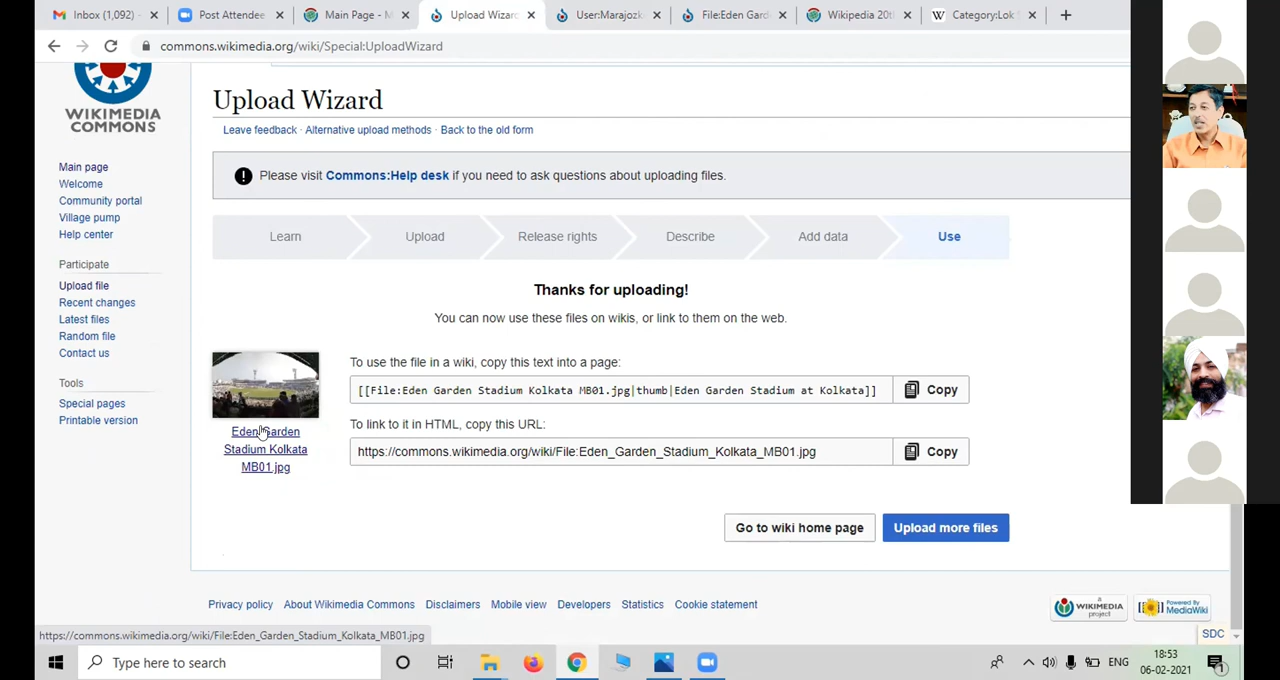 Inbox (1,092) -
Post Attendee
Main Page - M
Upload Wizar
User:Marajozk
File:Eden Gard
Wikipedia 20th
Category:Lok
commons.wikimedia.org/wiki/Special:UploadWizard
WIKIMEDIA
COMMONS
Main page
Welcome
Community portal
Village pump
Help center
Participate
Upload file
Recent changes
Latest files
Random file
Contact us
Tools
Special pages
Printable version
Upload Wizard
Leave feedback · Alternative upload methods · Back to the old form
Please visit Commons:Help desk if you need to ask questions about uploading files.
Learn
Upload
Release rights
Describe
Add data
Use
Thanks for uploading!
You can now use these files on wikis, or link to them on the web.
Eden Garden
Stadium Kolkata
MB01.jpg
To use the file in a wiki, copy this text into a page:
[[File:Eden Garden Stadium Kolkata MB01.jpg|thumb|Eden Garden Stadium at Kolkata]]
Copy
To link to it in HTML, copy this URL:
https://commons.wikimedia.org/wiki/File:Eden_Garden_Stadium_Kolkata_MB01.jpg
Copy
Go to wiki home page
Upload more files
Privacy policy
About Wikimedia Commons
Disclaimers
Mobile view
Developers
Statistics
Cookie statement
A
WIKIMEDIA
project
Powered By
MediaWiki
https://commons.wikimedia.org/wiki/File:Eden_Garden_Stadium_Kolkata_MB01.jpg
SDC
Type here to search
ENG
18:53
06-02-2021
1